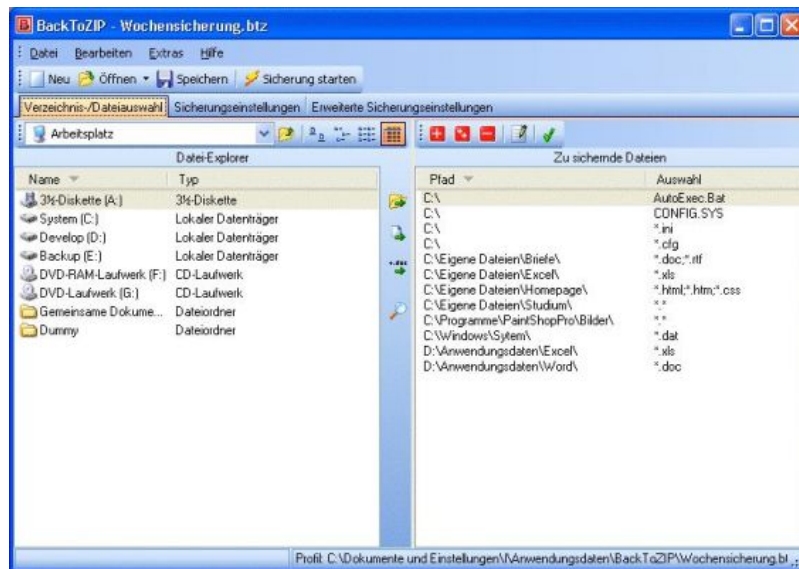 BackToZIP - Wochensicherung.btz
Datei Bearbeiten Extras Hilfe
Neu Öffnen Speichern Sicherung starten
Verzeichnis-/Dateiauswahl Sicherungseinstellungen Erweiterte Sicherungseinstellungen
Arbeitsplatz
Datei-Explorer
Zu sichernde Dateien
Name Typ
3½-Diskette (A:) 3½-Diskette
System (C:) Lokaler Datenträger
Develop (D:) Lokaler Datenträger
Backup (E:) Lokaler Datenträger
DVD-RAM-Laufwerk (F:) CD-Laufwerk
DVD-Laufwerk (G:) CD-Laufwerk
Gemeinsame Dokume... Dateiordner
Dummy Dateiordner
Pfad Auswahl
C:\ AutoExec.Bat
C:\ CONFIG.SYS
C:\ *.ini
C:\ *.cfg
C:\Eigene Dateien\Briefe\ *.doc;*.rtf
C:\Eigene Dateien\Excel\ *.xls
C:\Eigene Dateien\Homepage\ *.html;*.htm;*.css
C:\Eigene Dateien\Studium\ *.*
C:\Programme\PaintShopPro\Bilder\ *.*
C:\Windows\Sytem\ *.dat
D:\Anwendungsdaten\Excel\ *.xls
D:\Anwendungsdaten\Word\ *.doc
Profil: C:\Dokumente und Einstellungen\I\Anwendungsdaten\BackToZIP\Wochensicherung.bt